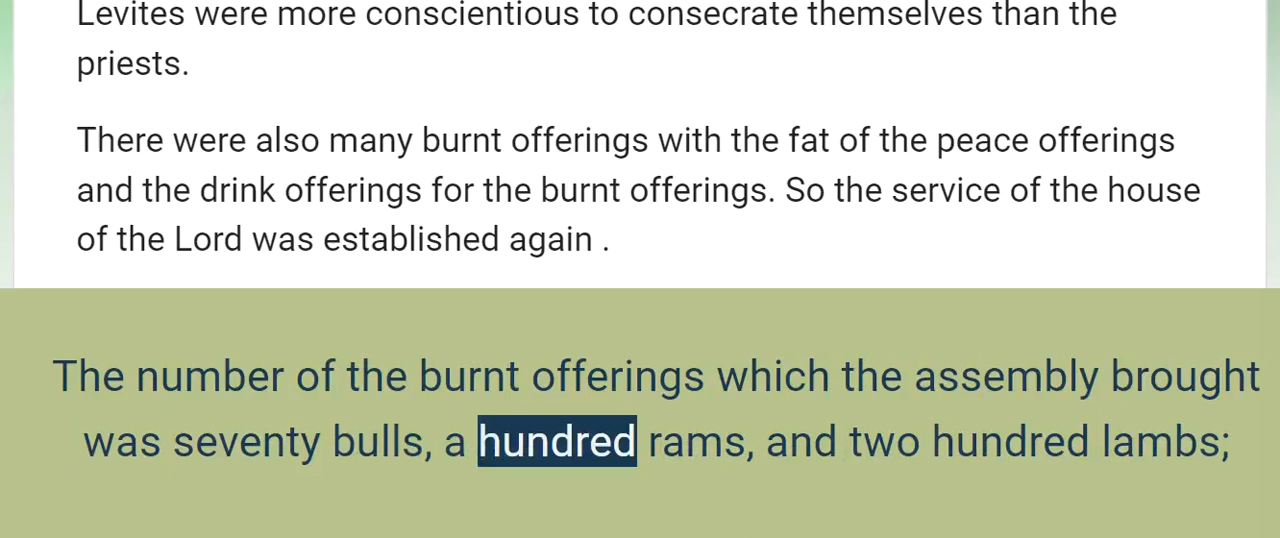 Levites were more conscientious to consecrate themselves than the
priests.
There were also many burnt offerings with the fat of the peace offerings
and the drink offerings for the burnt offerings. So the service of the house
of the Lord was established again .
The number of the burnt offerings which the assembly brought
was seventy bulls, a hundred rams, and two hundred lambs;